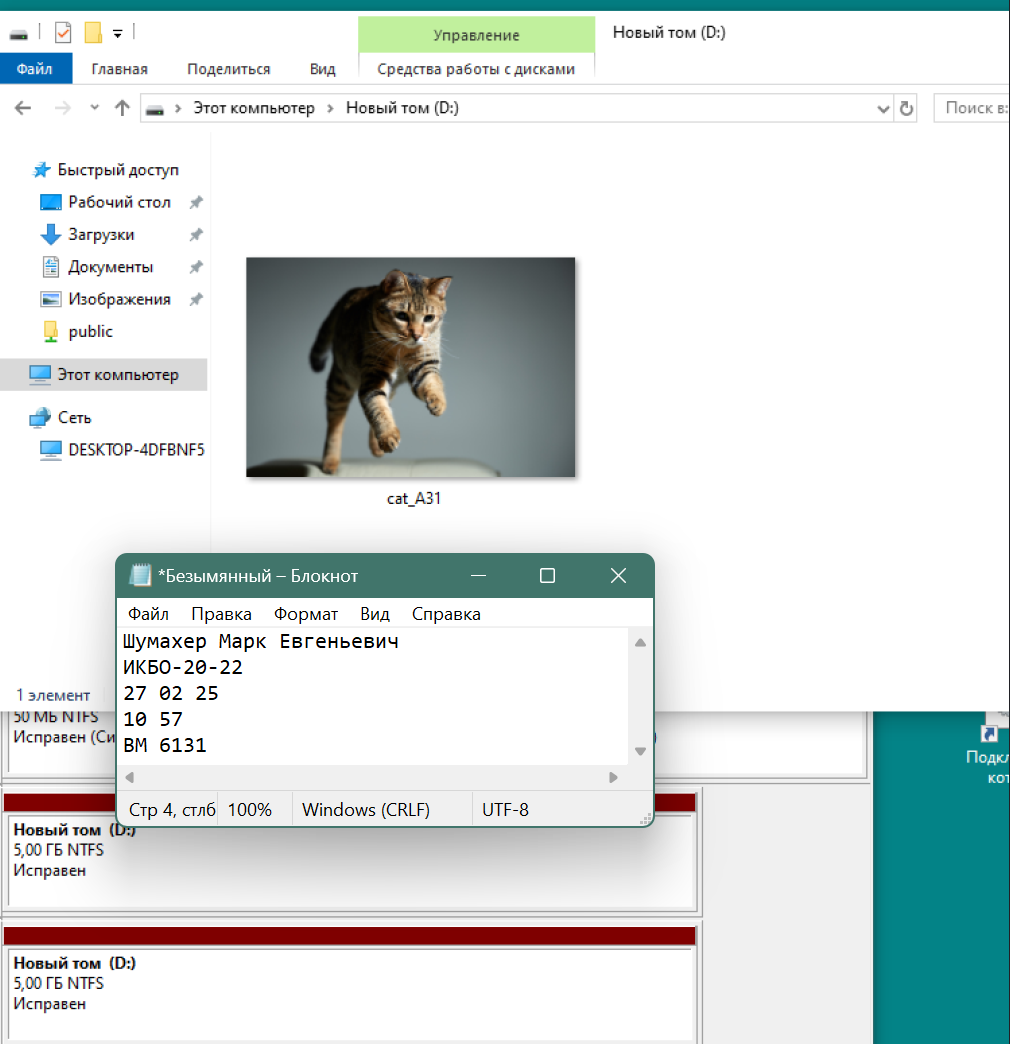 Управление
Новый том (D:)
Файл
Главная
Поделиться
Вид
Средства работы с дисками
Этот компьютер
Новый том (D:)
Поиск в:
Быстрый доступ
Рабочий стол
Загрузки
Документы
Изображения
public
Этот компьютер
Сеть
DESKTOP-4DFBNF5
cat_A31
*Безымянный – Блокнот
Файл Правка Формат Вид Справка
Шумахер Марк Евгеньевич
ИКБО-20-22
27 02 25
10 57
ВМ 6131
Стр 4, стлб
100%
Windows (CRLF)
UTF-8
1 элемент
50 МБ NTFS
Исправен (Си
Подкл
кот
Новый том (D:)
5,00 ГБ NTFS
Исправен
Новый том (D:)
5,00 ГБ NTFS
Исправен